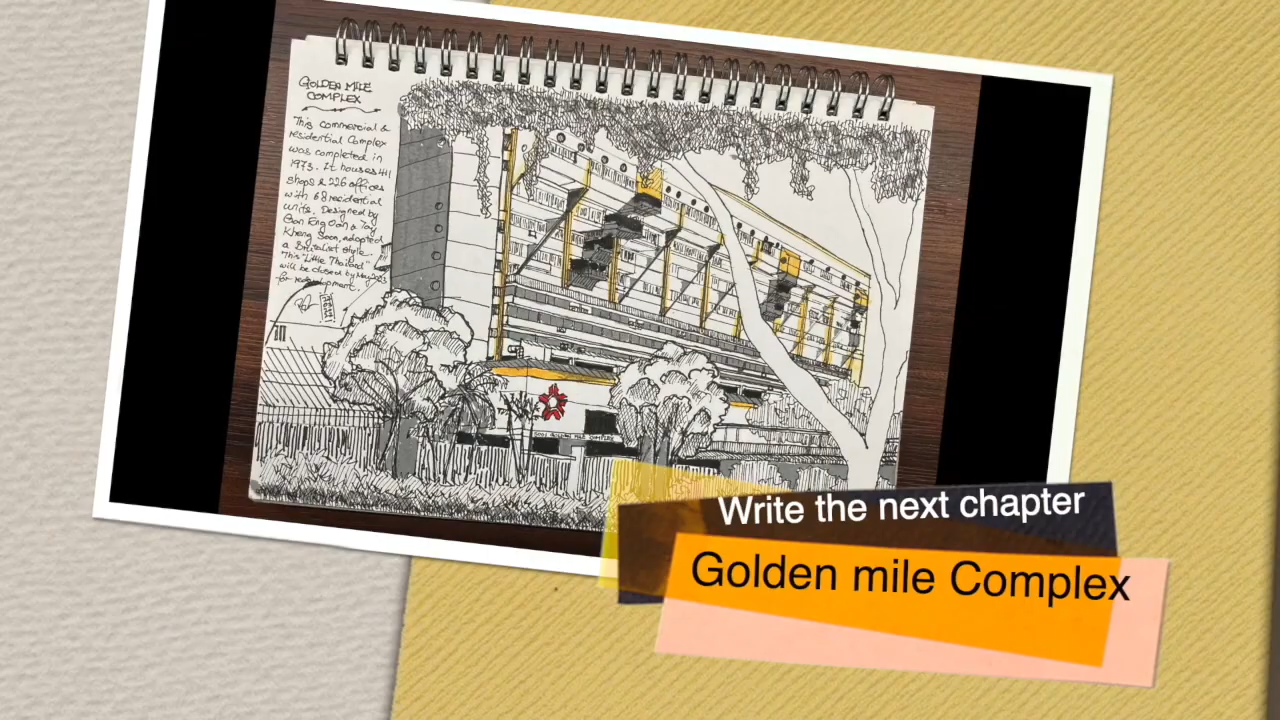 GOLDEN MILE
COMPLEX
This commercial &
residential Complex
was completed in
1973. It houses 411
shops & 226 offices
with 68 residential
units. Designed by
Gan Eng Oon & Tay
Kheng Soon, adopted
a Brutalist style.
This "Little Thailand"
will be closed by May 2023
for redevelopment.
Write the next chapter
Golden mile Complex